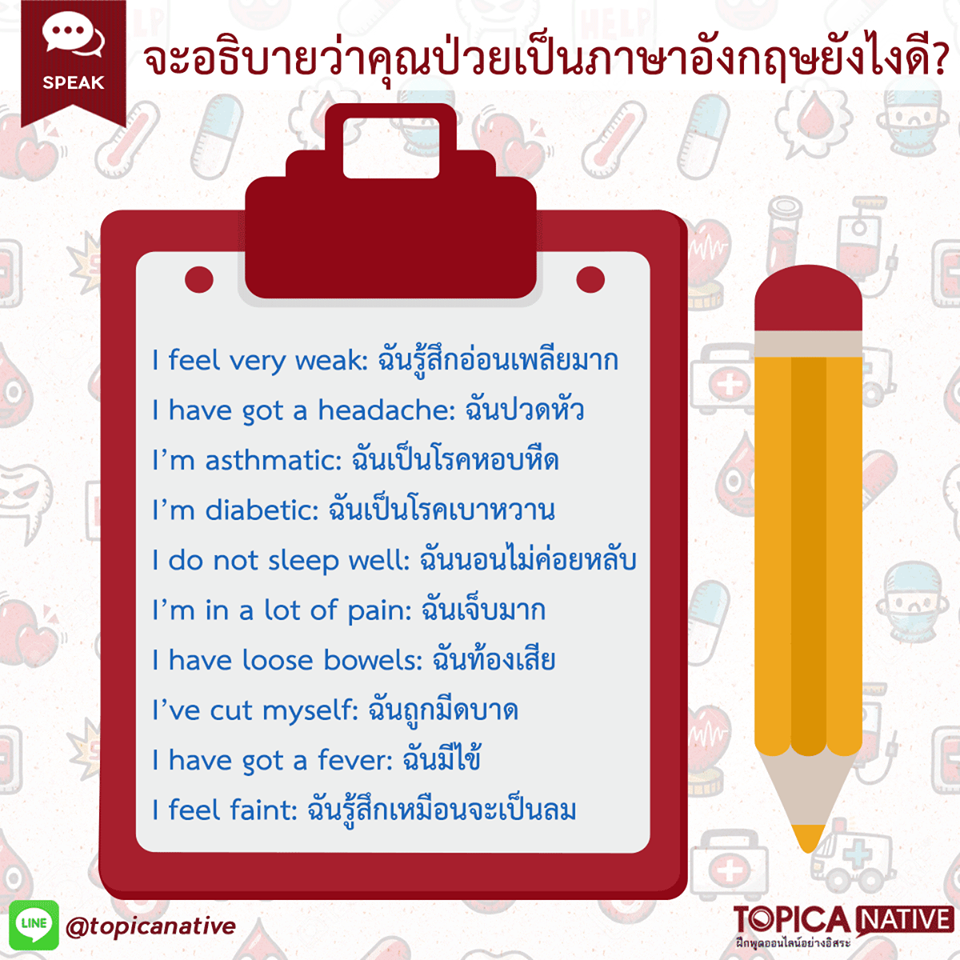 SPEAK
จะอธิบายว่าคุณป่วยเป็นภาษาอังกฤษยังไงดี?
HELP
I feel very weak: ฉันรู้สึกอ่อนเพลียมาก
I have got a headache: ฉันปวดหัว
I'm asthmatic: ฉันเป็นโรคหอบหืด
I'm diabetic: ฉันเป็นโรคเบาหวาน
I do not sleep well: ฉันนอนไม่ค่อยหลับ
I'm in a lot of pain: ฉันเจ็บมาก
I have loose bowels: ฉันท้องเสีย
I've cut myself: ฉันถูกมีดบาด
I have got a fever: ฉันมีไข้
I feel faint: ฉันรู้สึกเหมือนจะเป็นลม
LINE @topicanative
TOPICA NATIVE
ฝึกพูดออนไลน์อย่างอิสระ